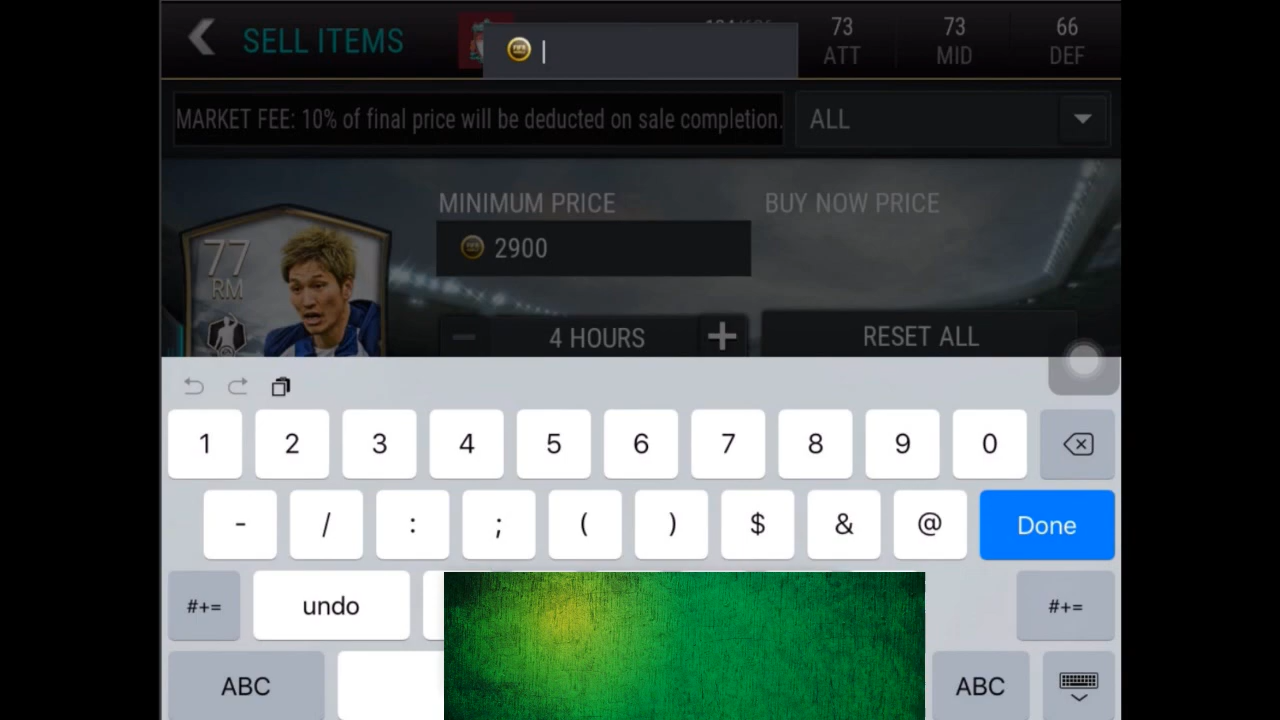 SELL ITEMS
73 73 66
ATT MID DEF
MARKET FEE: 10% of final price will be deducted on sale completion.
ALL
MINIMUM PRICE BUY NOW PRICE
2900
77
RM
4 HOURS + RESET ALL
1 2 3 4 5 6 7 8 9 0
- / : ; ( ) $ & @ Done
#+= undo #+=
ABC ABC